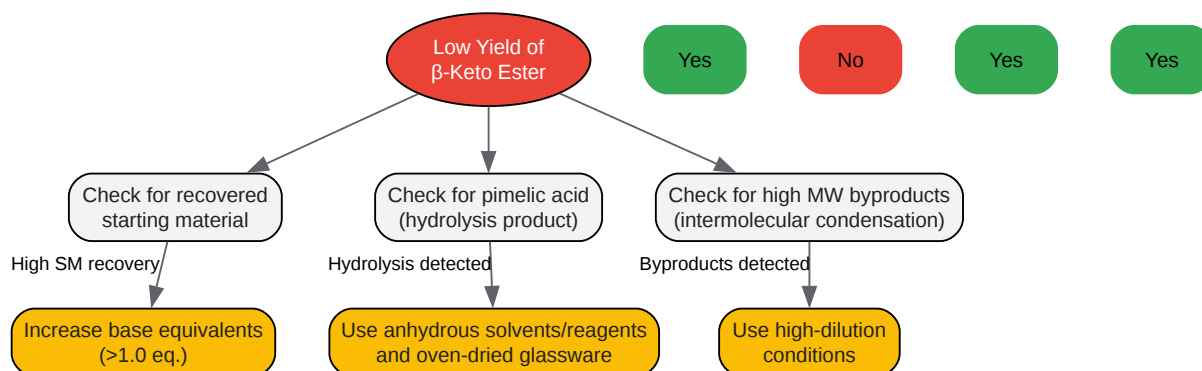 Low Yield of
β-Keto Ester
Yes
No
Yes
Yes
Check for recovered
starting material
Check for pimelic acid
(hydrolysis product)
Check for high MW byproducts
(intermolecular condensation)
High SM recovery
Hydrolysis detected
Byproducts detected
Increase base equivalents
(>1.0 eq.)
Use anhydrous solvents/reagents
and oven-dried glassware
Use high-dilution
conditions